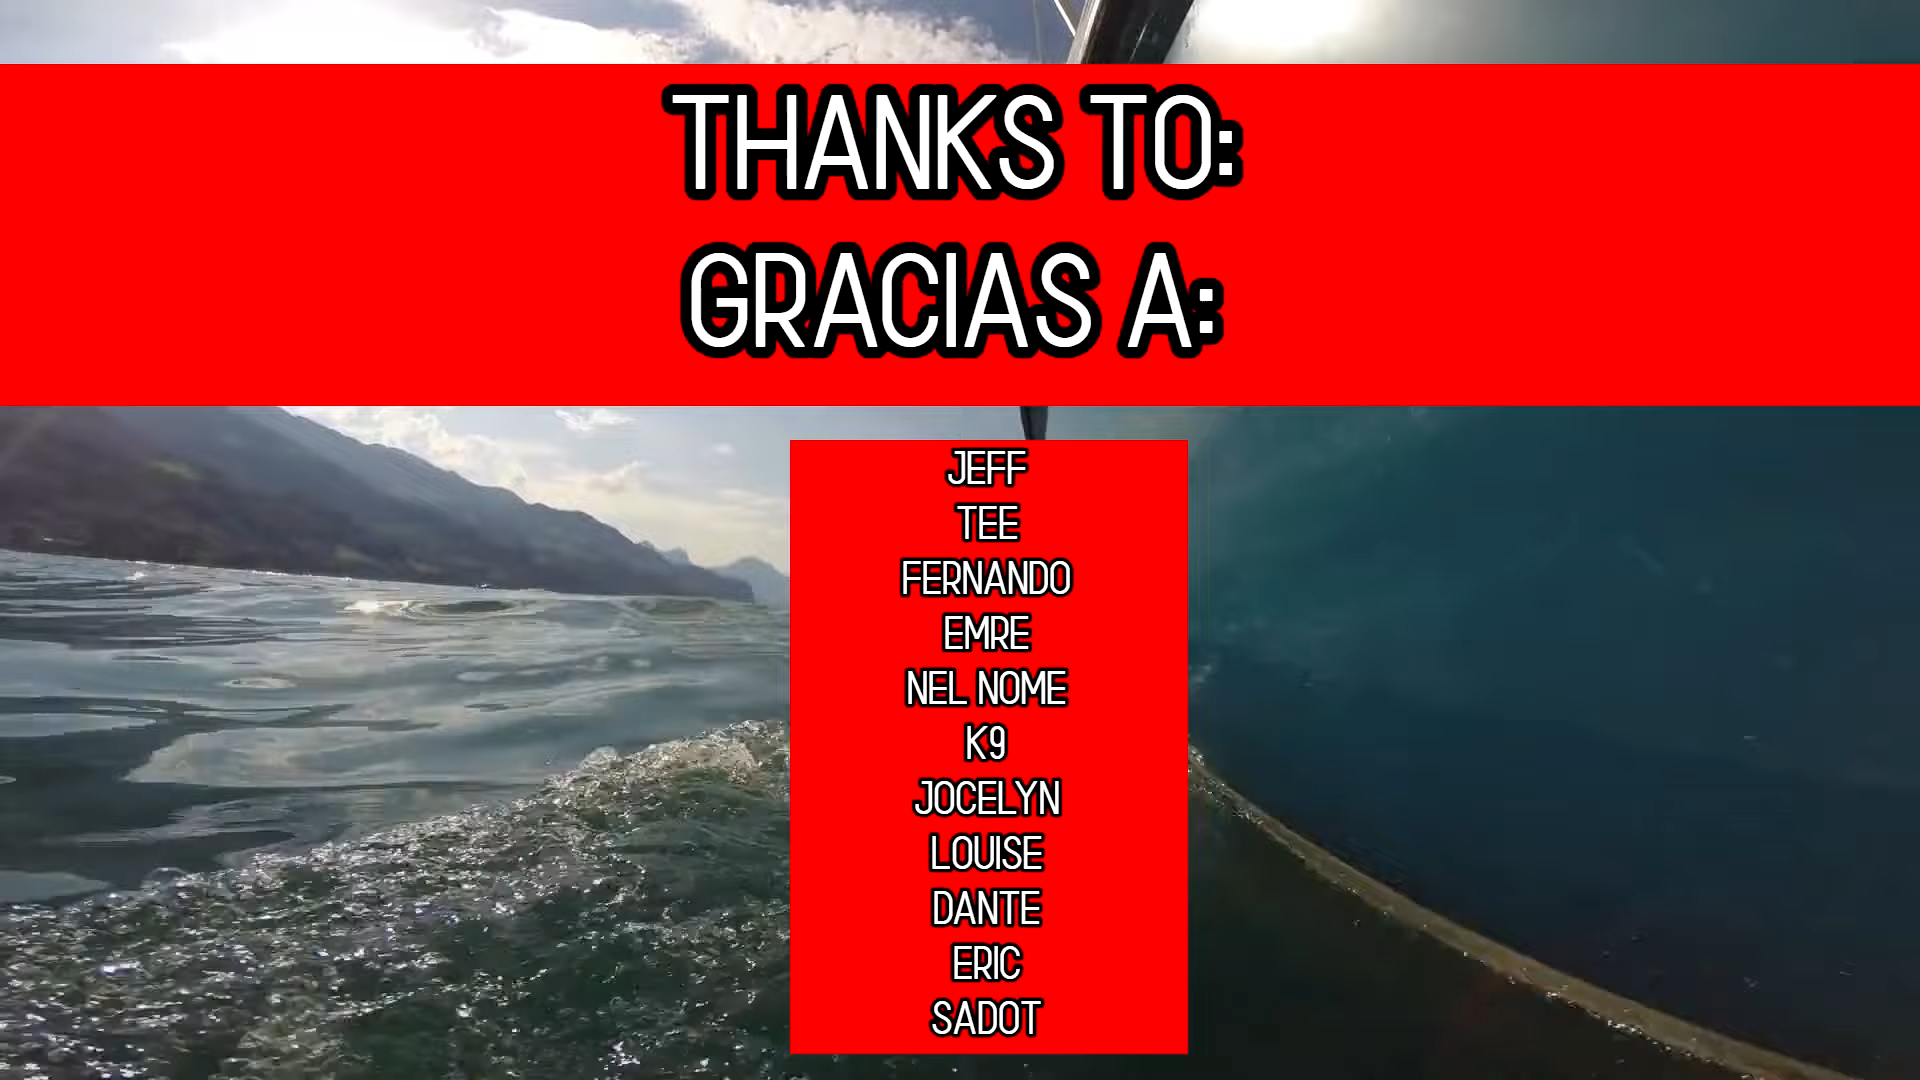 THANKS TO:
GRACIAS A:
JEFF
TEE
FERNANDO
EMRE
NEL NOME
K9
JOCELYN
LOUISE
DANTE
ERIC
SADOT